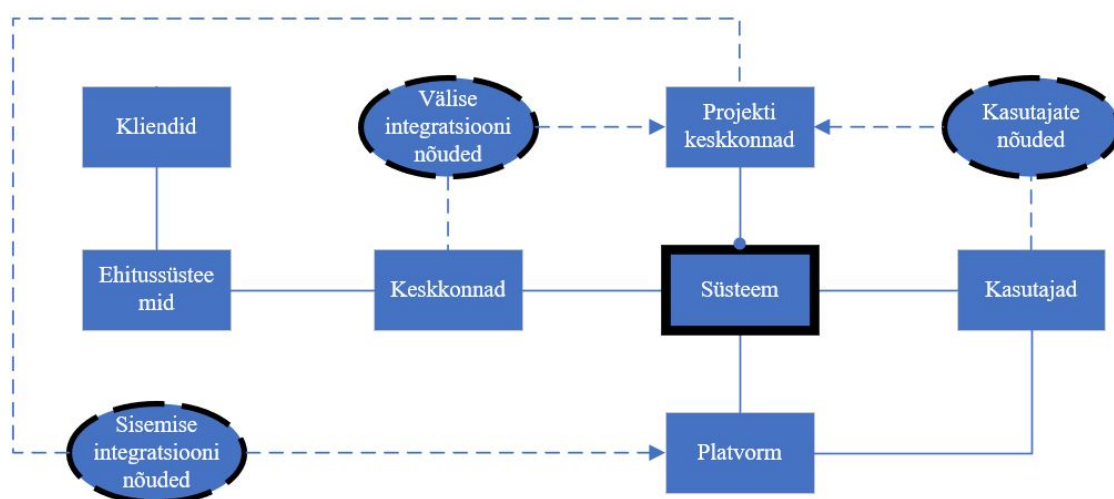 Kliendid
Välise
integratsiooni
nõuded
Projekti
keskkonnad
Kasutajate
nõuded
Ehitussüstee
mid
Keskkonnad
Süsteem
Kasutajad
Sisemise
integratsiooni
nõuded
Platvorm